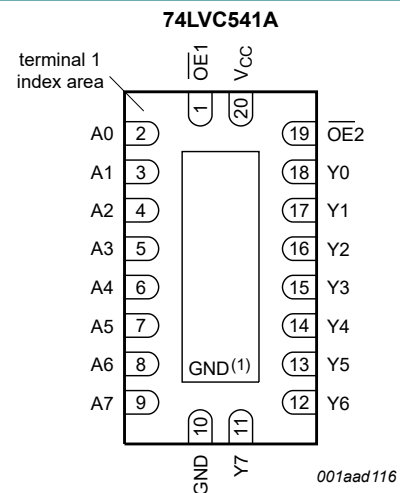 74LVC541A
terminal 1
index area
OE1
VCC
1
20
A0 2
19 OE2
A1 3
18 Y0
A2 4
17 Y1
A3 5
16 Y2
A4 6
15 Y3
A5 7
14 Y4
A6 8
GND(1)
13 Y5
A7 9
12 Y6
10
11
GND
Y7
001aad116